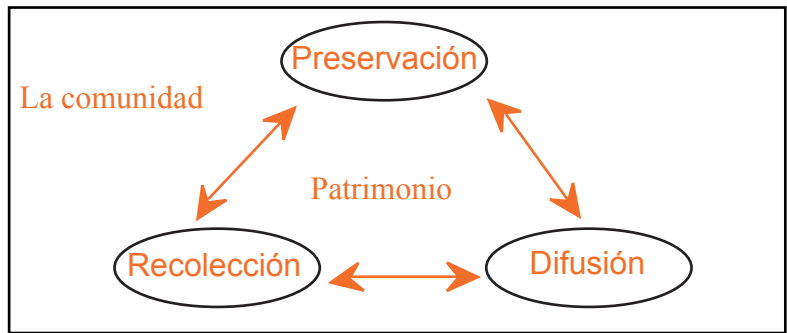 Preservación
La comunidad
Patrimonio
Recolección
Difusión